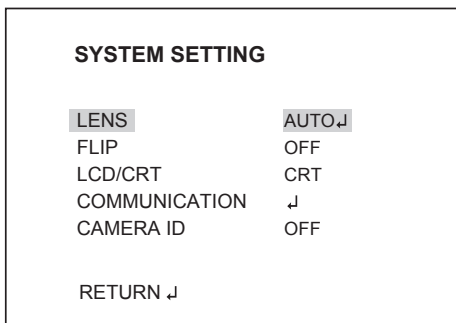 SYSTEM SETTING
LENS AUTO↵
FLIP OFF
LCD/CRT CRT
COMMUNICATION ↵
CAMERA ID OFF
RETURN ↵